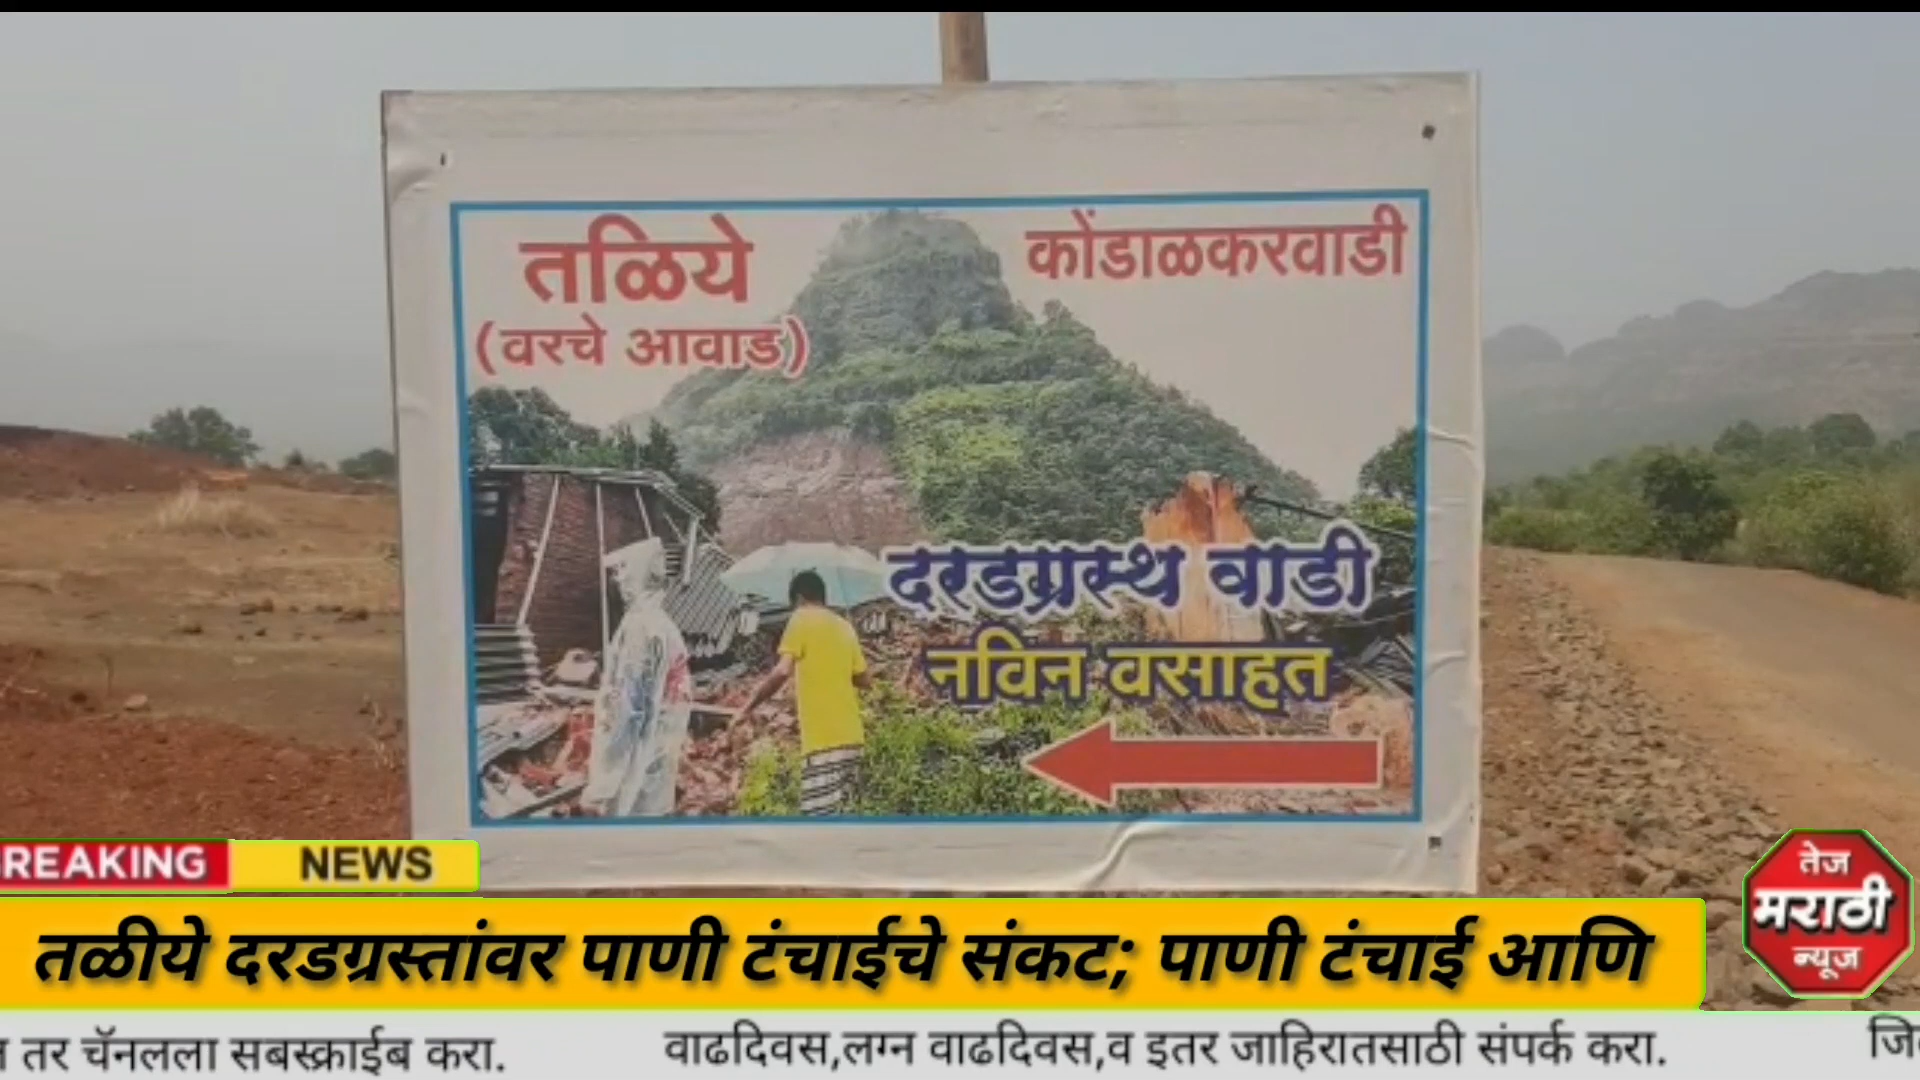 तळिये
(वरचे आवाड)
कोंडाळकरवाडी
दरडग्रस्थ वाडी
नविन वसाहत
BREAKING NEWS
तळीये दरडग्रस्तांवर पाणी टंचाईचे संकट; पाणी टंचाई आणि
तेज
मराठी
न्यूज
तर चॅनलला सबस्क्राईब करा. वाढदिवस,लग्न वाढदिवस,व इतर जाहिरातसाठी संपर्क करा.